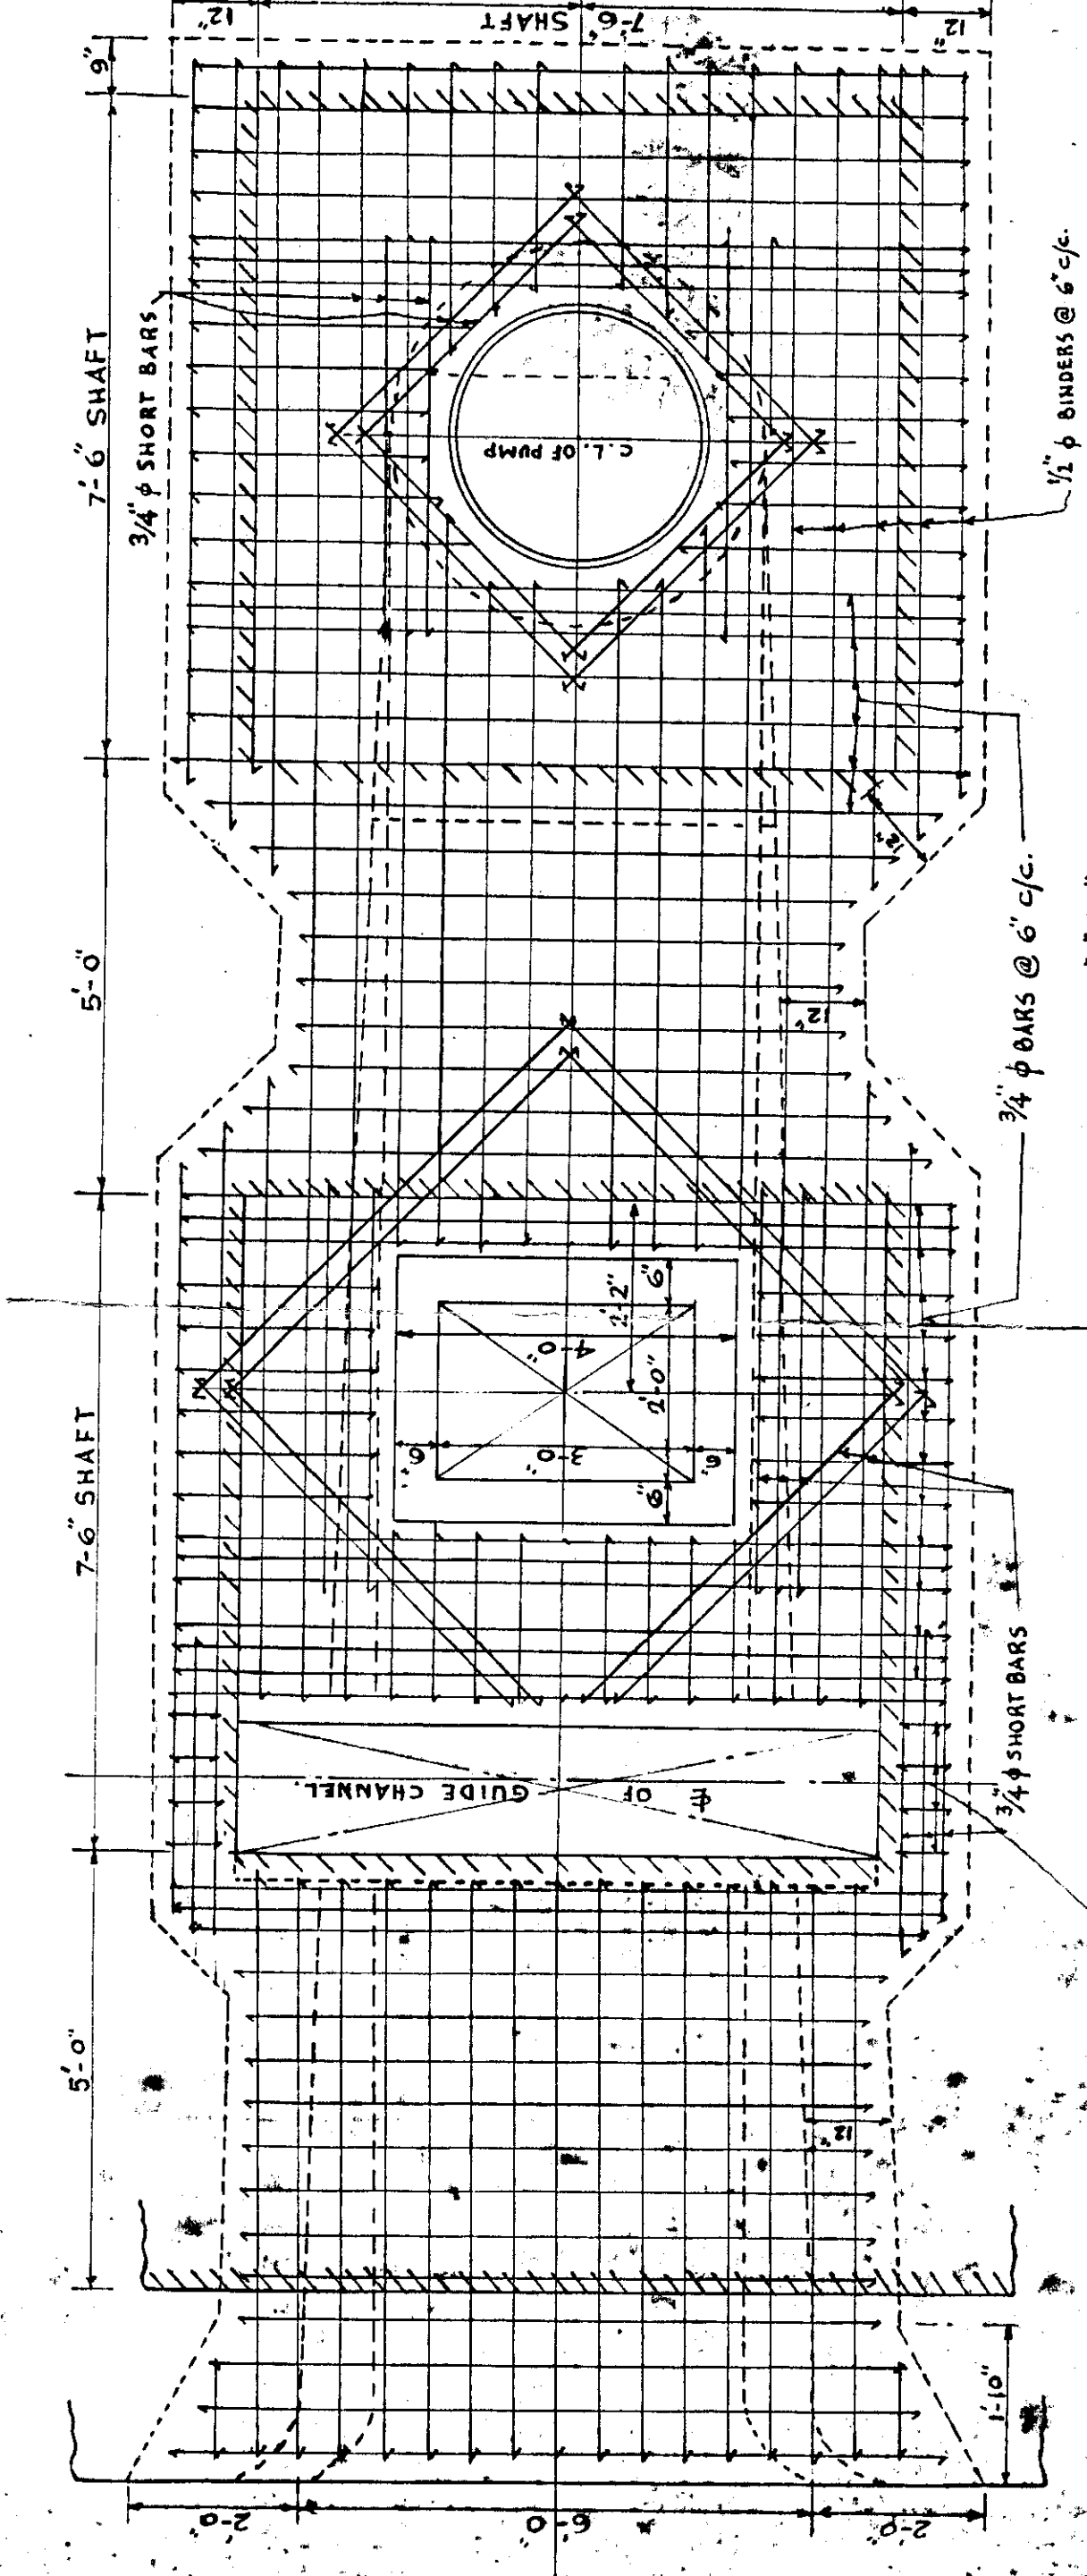 12"
7'-6" SHAFT
12"
9"
7'-6" SHAFT
3/4" ϕ SHORT BARS
C.L. OF PUMP
1/2" ϕ BINDERS @ 6" c/c.
5'-0"
12"
12"
3/4" ϕ BARS @ 6" c/c.
7-6" SHAFT
2'-2"
6"
4-0"
2'-0"
3-0"
6"
6"
6"
3/4" ϕ SHORT BARS
℄ OF GUIDE CHANNEL.
5'-0"
12"
1'-10"
2'-0"
6'-0"
2'-0"